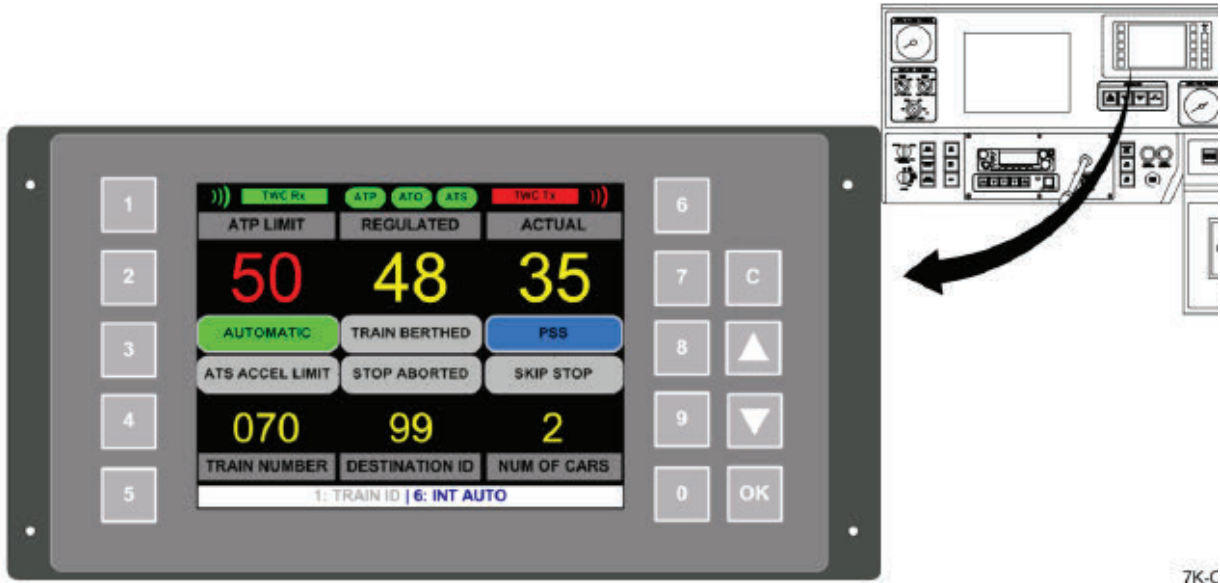 TWC Rx ATP ATO ATS TWC Tx
ATP LIMIT REGULATED ACTUAL
50 48 35
AUTOMATIC TRAIN BERTHED PSS
ATS ACCEL LIMIT STOP ABORTED SKIP STOP
070 99 2
TRAIN NUMBER DESTINATION ID NUM OF CARS
1: TRAIN ID | 6: INT AUTO
1
2
3
4
5
6
7 C
8
9
0 OK